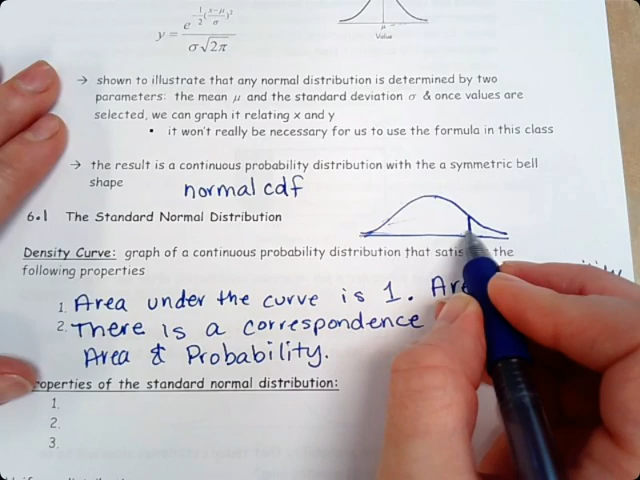 y = e^{-\frac{1}{2}(\frac{x-μ}{σ})^2} / σ√2π
μ
Value
→ shown to illustrate that any normal distribution is determined by two
parameters: the mean μ and the standard deviation σ & once values are
selected, we can graph it relating x and y
▪ it won't really be necessary for us to use the formula in this class
→ the result is a continuous probability distribution with the a symmetric bell
shape
normal cdf
6.1 The Standard Normal Distribution
Density Curve: graph of a continuous probability distribution that the
following properties
1. Area under the curve is 1.
2. There is a correspondence
Area & Probability.
roperties of the standard normal distribution:
1.
2.
3.